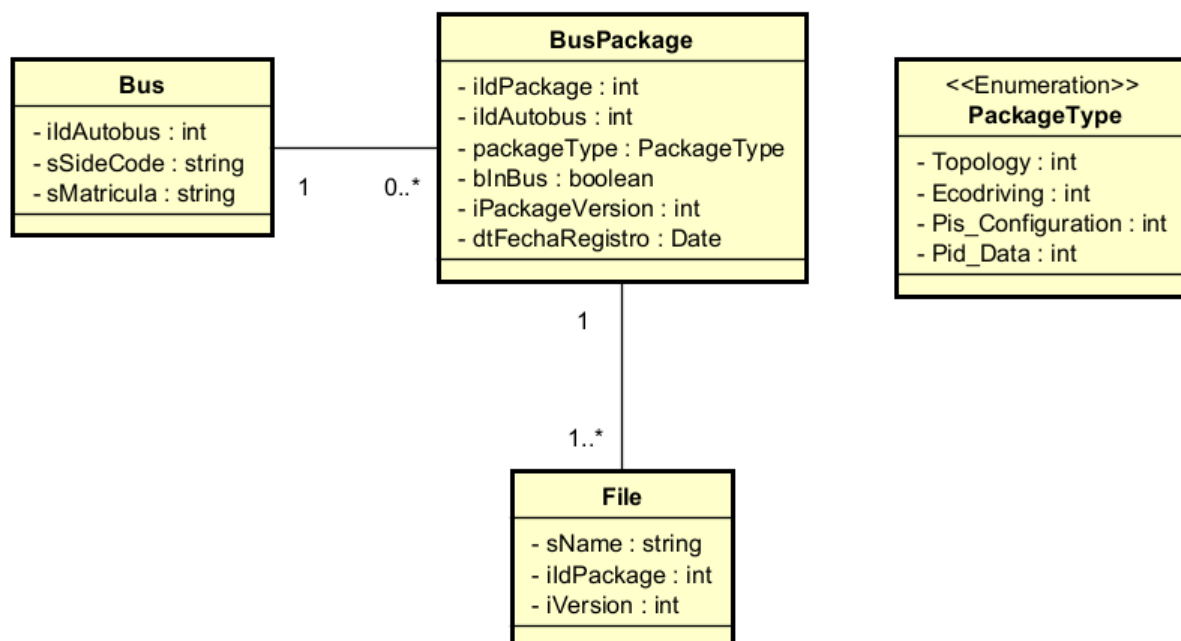 Bus
- iIdAutobus : int
- sSideCode : string
- sMatricula : string
1
0..*
BusPackage
- iIdPackage : int
- iIdAutobus : int
- packageType : PackageType
- bInBus : boolean
- iPackageVersion : int
- dtFechaRegistro : Date
<<Enumeration>>
PackageType
- Topology : int
- Ecodriving : int
- Pis_Configuration : int
- Pid_Data : int
1
1..*
File
- sName : string
- iIdPackage : int
- iVersion : int